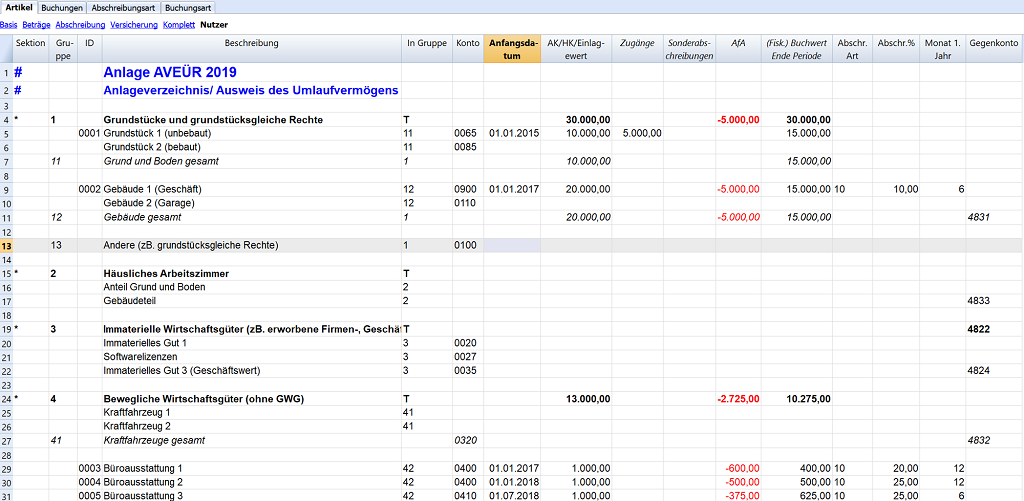 Artikel Buchungen Abschreibungsart Buchungsart
Basis Beträge Abschreibung Versicherung Komplett Nutzer
Sektion Gru- ID Beschreibung In Gruppe Konto Anfangsda- AK/HK/Einlag- Zugänge Sonderabs- AfA (Fisk.) Buchwert Abschr. Abschr.% Monat 1. Gegenkonto
ppe tum ewert chreibungen Ende Periode Art Jahr
1 # Anlage AVEÜR 2019
2 # Anlageverzeichnis/ Ausweis des Umlaufvermögens
3
4 * 1 Grundstücke und grundstücksgleiche Rechte T 30.000,00 -5.000,00 30.000,00
5 0001 Grundstück 1 (unbebaut) 11 0065 01.01.2015 10.000,00 5.000,00 15.000,00
6 Grundstück 2 (bebaut) 11 0085
7 11 Grund und Boden gesamt 1 10.000,00 15.000,00
8
9 0002 Gebäude 1 (Geschäft) 12 0900 01.01.2017 20.000,00 -5.000,00 15.000,00 10 10,00 6
10 Gebäude 2 (Garage) 12 0110
11 12 Gebäude gesamt 1 20.000,00 -5.000,00 15.000,00 4831
12
13 13 Andere (zB. grundstücksgleiche Rechte) 1 0100
14
15 * 2 Häusliches Arbeitszimmer T
16 Anteil Grund und Boden 2
17 Gebäudeteil 2 4833
18
19 * 3 Immaterielle Wirtschaftsgüter (zB. erworbene Firmen-, Geschä T 4822
20 Immaterielles Gut 1 3 0020
21 Softwarelizenzen 3 0027
22 Immaterielles Gut 3 (Geschäftswert) 3 0035 4824
23
24 * 4 Bewegliche Wirtschaftsgüter (ohne GWG) T 13.000,00 -2.725,00 10.275,00
25 Kraftfahrzeug 1 41
26 Kraftfahrzeug 2 41
27 41 Kraftfahrzeuge gesamt 0320 4832
28
29 0003 Büroausstattung 1 42 0400 01.01.2017 1.000,00 -600,00 400,00 10 20,00 12
30 0004 Büroausstattung 2 42 0400 01.01.2018 1.000,00 -500,00 500,00 10 25,00 12
31 0005 Büroausstattung 3 42 0410 01.07.2018 1.000,00 -375,00 625,00 10 25,00 6